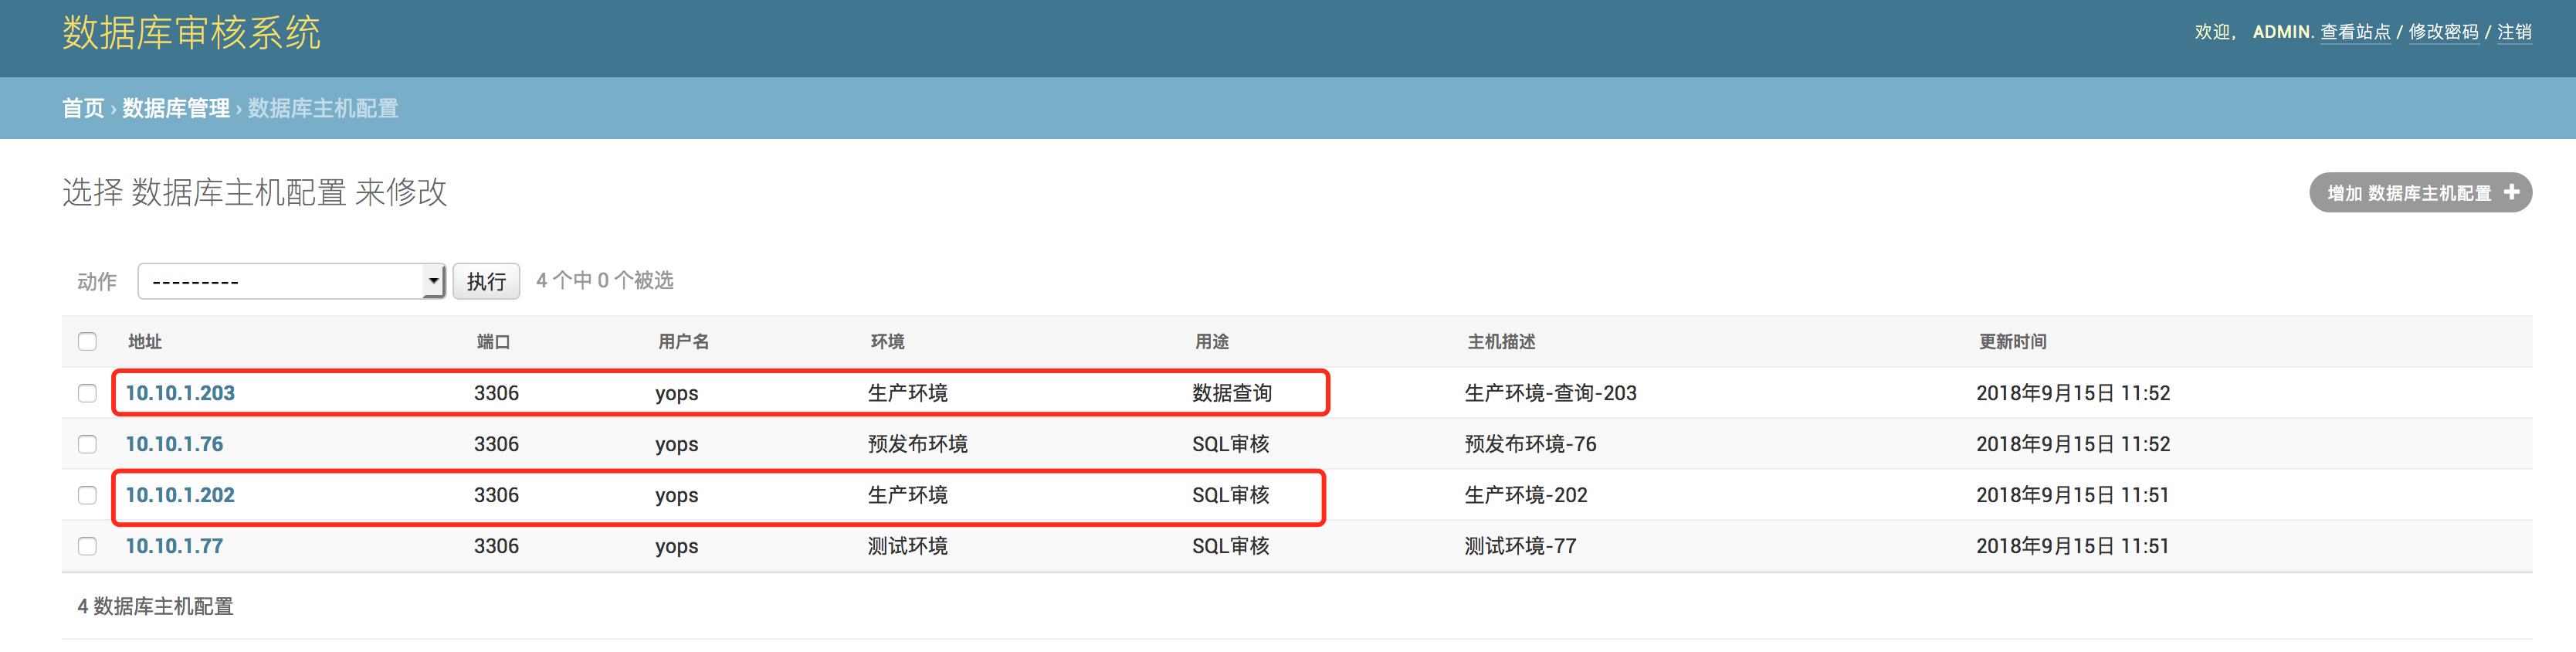 数据库审核系统
欢迎， ADMIN. 查看站点 / 修改密码 / 注销
首页 › 数据库管理 › 数据库主机配置
选择 数据库主机配置 来修改
增加 数据库主机配置 +
动作 --------- 执行 4 个中 0 个被选
地址 端口 用户名 环境 用途 主机描述 更新时间
10.10.1.203 3306 yops 生产环境 数据查询 生产环境-查询-203 2018年9月15日 11:52
10.10.1.76 3306 yops 预发布环境 SQL审核 预发布环境-76 2018年9月15日 11:52
10.10.1.202 3306 yops 生产环境 SQL审核 生产环境-202 2018年9月15日 11:51
10.10.1.77 3306 yops 测试环境 SQL审核 测试环境-77 2018年9月15日 11:51
4 数据库主机配置